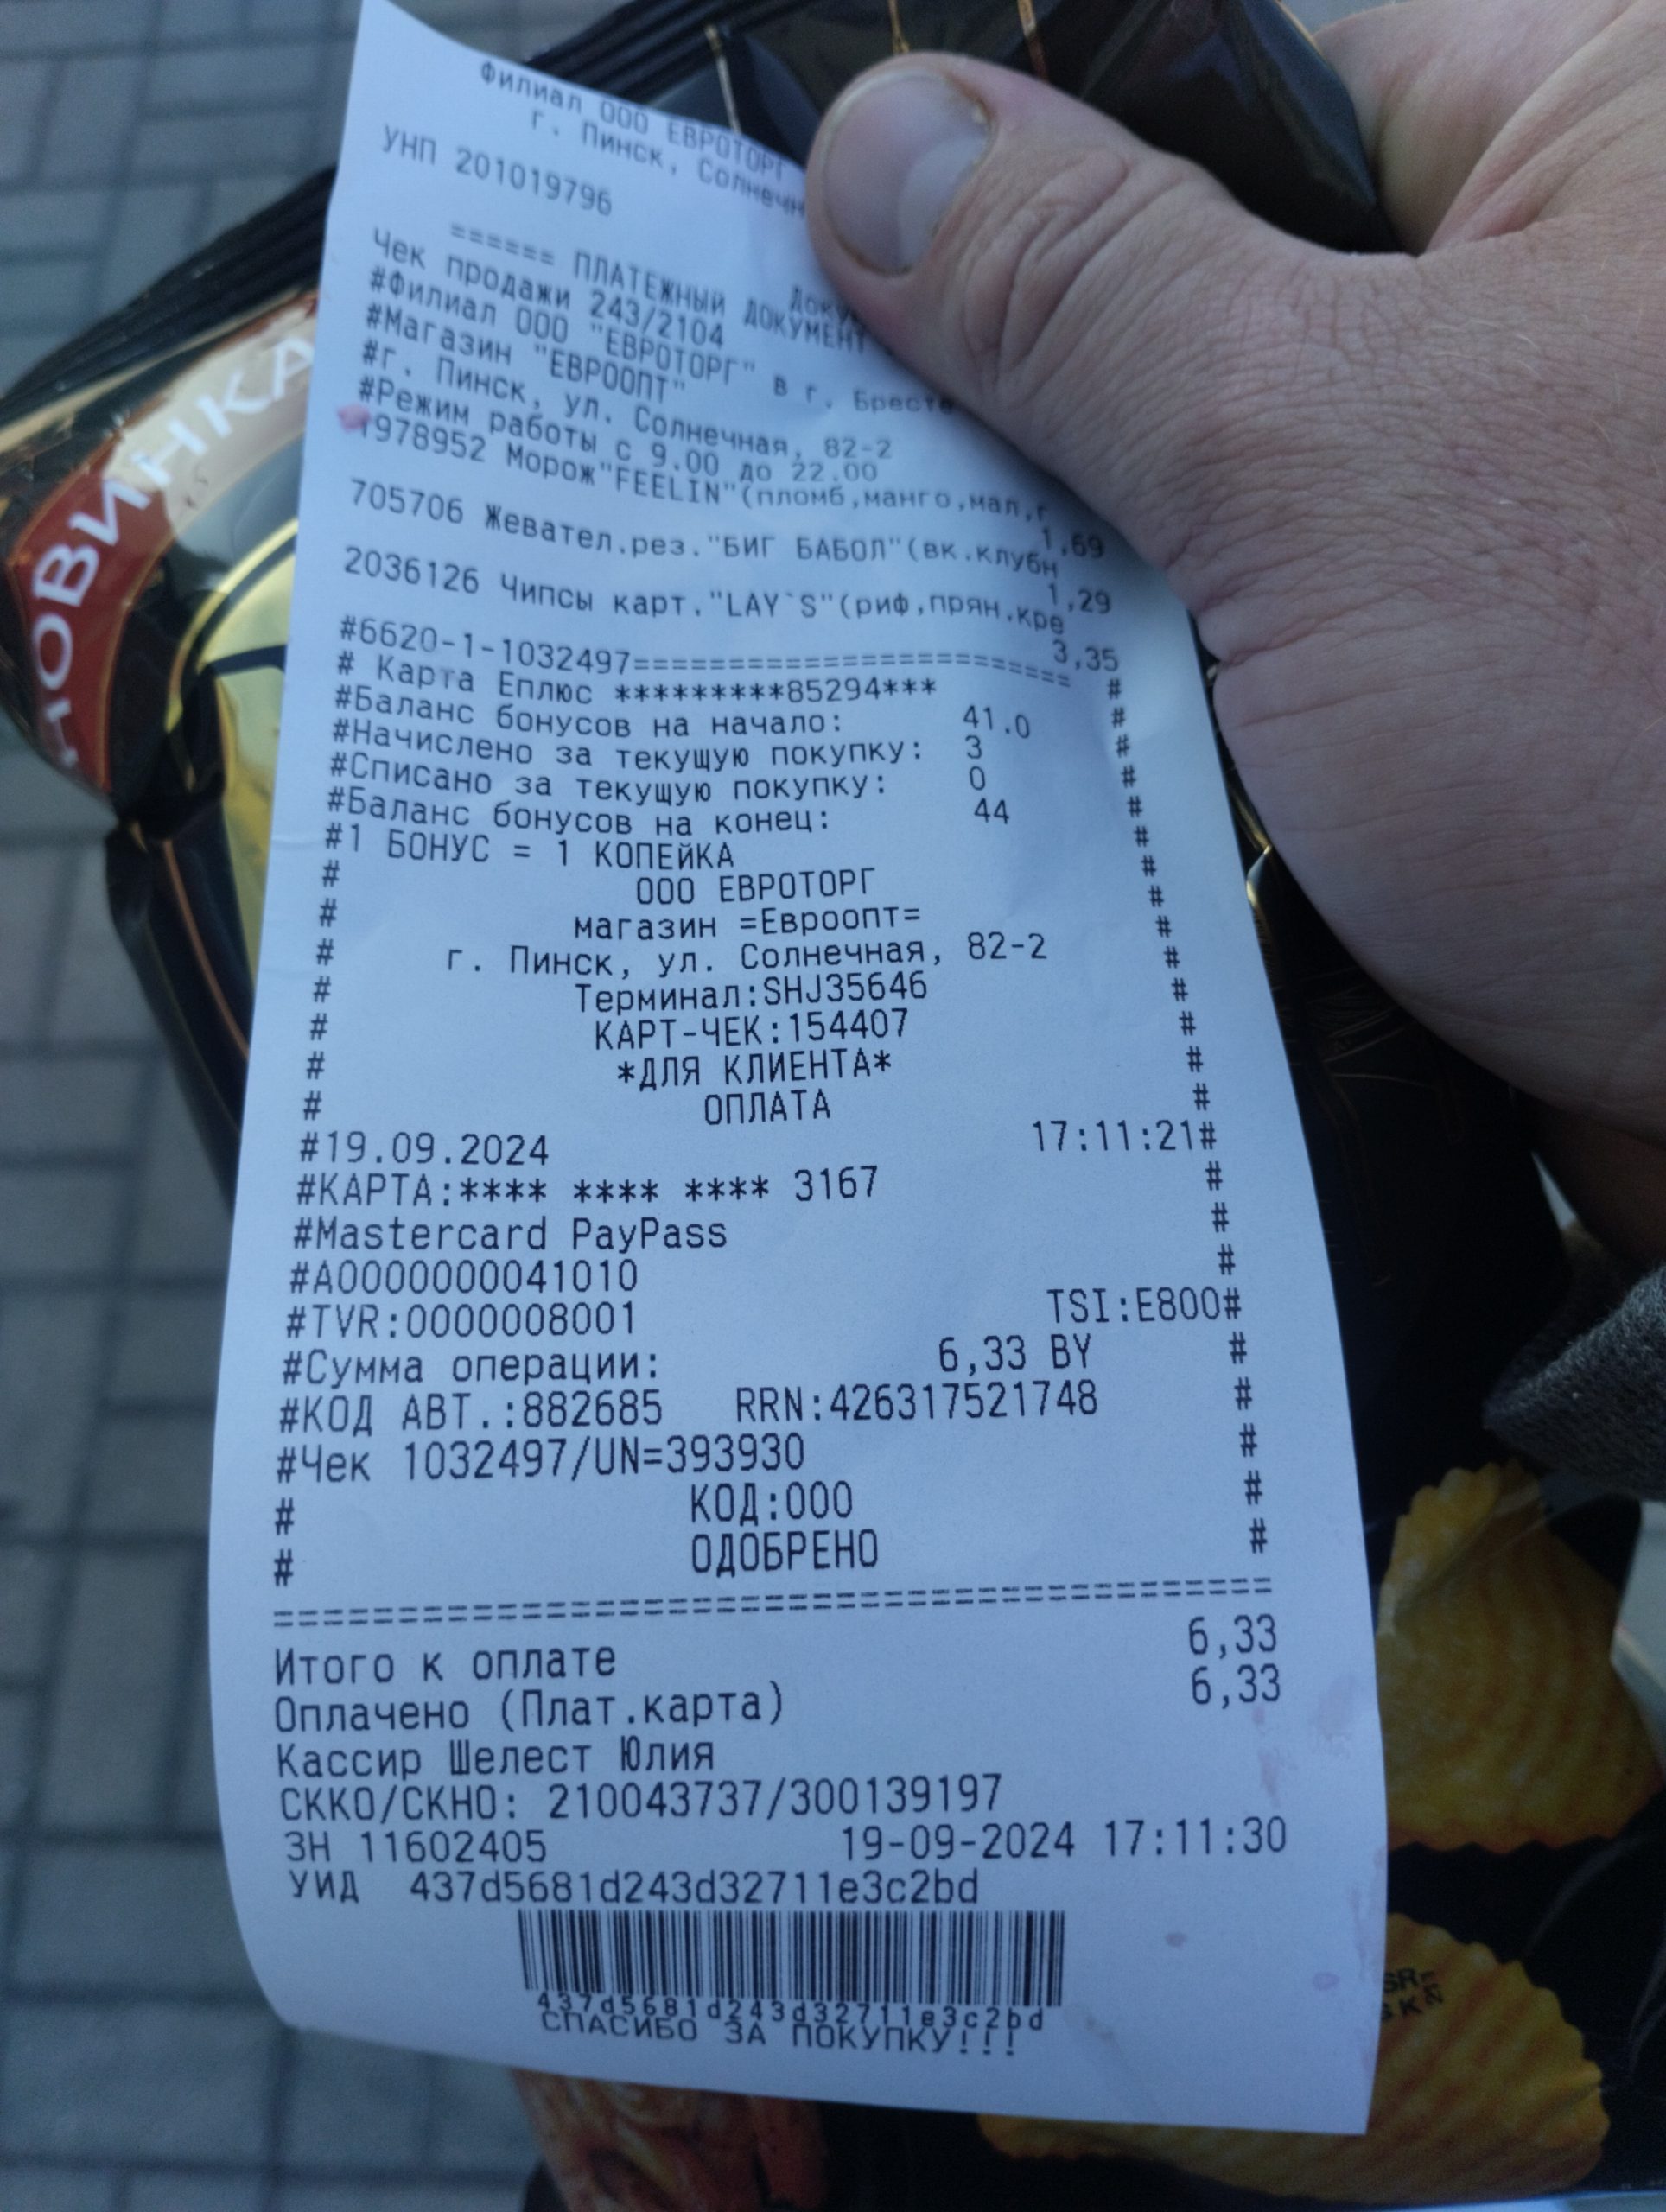 НОВИНКА
Филиал ООО ЕВРОТОРГ
г. Пинск, Солнечн
УНП 201019796
Доку
====== ПЛАТЕЖНЫЙ ДОКУМЕНТ
Чек продажи 243/2104
#Филиал ООО "ЕВРОТОРГ" в г. Бресте
#Магазин "ЕВРООПТ"
#г. Пинск, ул. Солнечная, 82-2
#Режим работы с 9.00 до 22.00
1978952 Морож"FEELIN"(пломб,манго,мал,г
1,69
705706 Жевател.рез."БИГ БАБОЛ"(вк.клубн
1,29
2036126 Чипсы карт."LAY`S"(риф,прян.кре
3,35
#6620-1-1032497========================
# Карта Еплюс *********85294*** #
#Баланс бонусов на начало: 41.0 #
#Начислено за текущую покупку: 3 #
#Списано за текущую покупку: 0 #
#Баланс бонусов на конец: 44 #
#1 БОНУС = 1 КОПЕЙКА #
# ООО ЕВРОТОРГ #
# магазин =Евроопт= #
# г. Пинск, ул. Солнечная, 82-2 #
# Терминал:SHJ35646 #
# КАРТ-ЧЕК:154407 #
# *ДЛЯ КЛИЕНТА* #
# ОПЛАТА #
#19.09.2024 17:11:21#
#КАРТА:**** **** **** 3167 #
#Mastercard PayPass #
#A0000000041010 #
#TVR:0000008001 TSI:E800#
#Сумма операции: 6,33 BY #
#КОД АВТ.:882685 RRN:426317521748 #
#Чек 1032497/UN=393930 #
# КОД:000 #
# ОДОБРЕНО #
========================================
Итого к оплате 6,33
Оплачено (Плат.карта) 6,33
Кассир Шелест Юлия
СККО/СКНО: 210043737/300139197
ЗН 11602405 19-09-2024 17:11:30
УИД 437d5681d243d32711e3c2bd
437d5681d243d32711e3c2bd
СПАСИБО ЗА ПОКУПКУ!!!